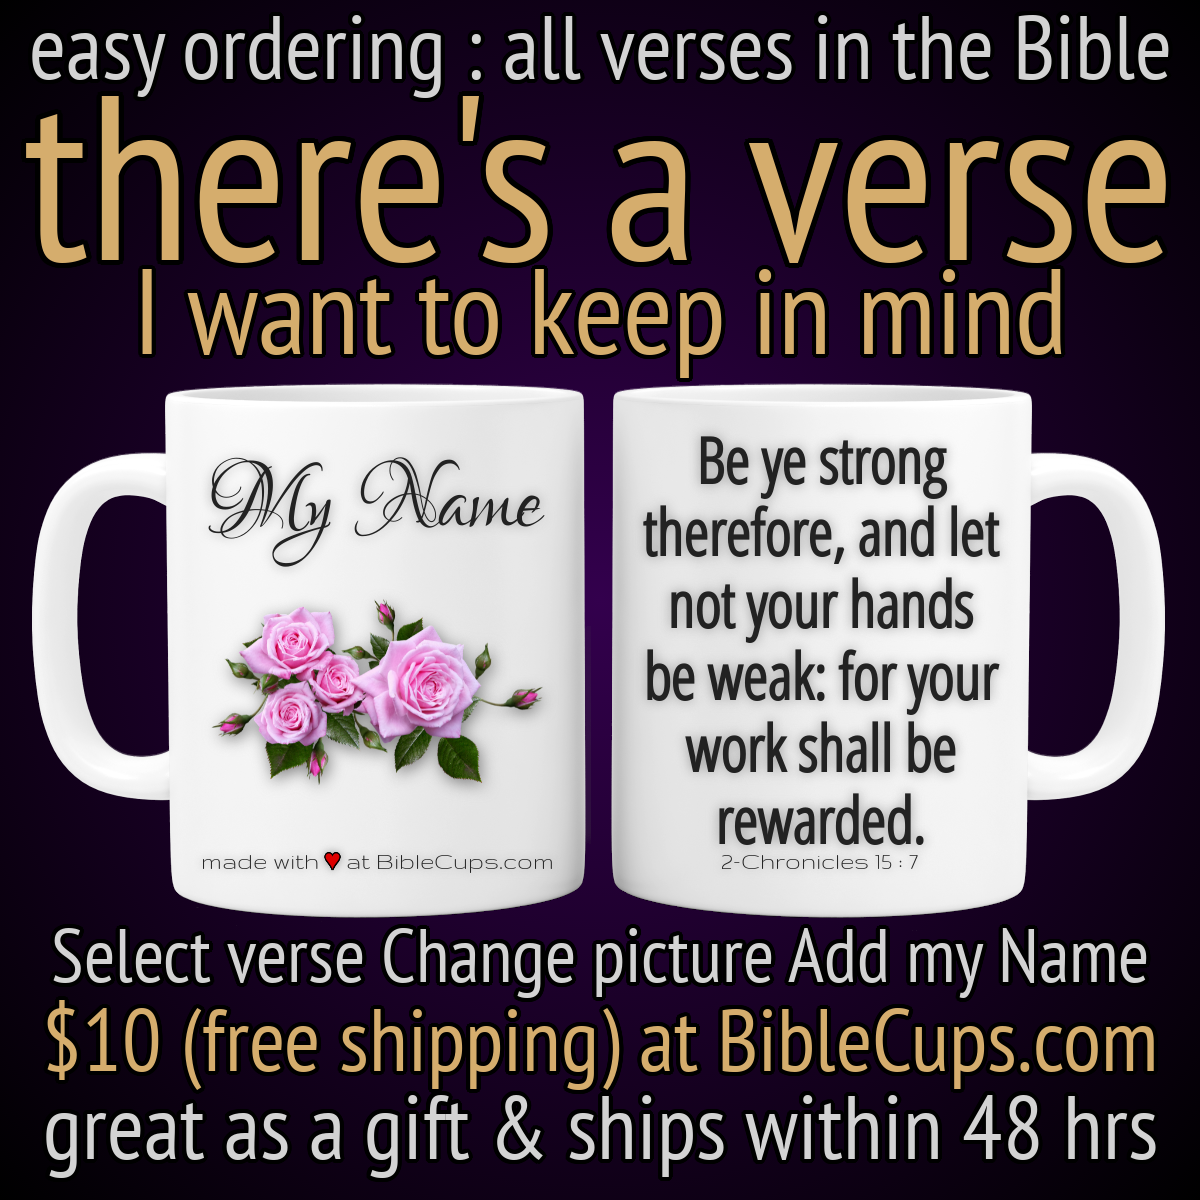 easy ordering : all verses in the Bible
there's a verse
I want to keep in mind
My Name
made with ♥ at BibleCups.com
Be ye strong
therefore, and let
not your hands
be weak: for your
work shall be
rewarded.
2-Chronicles 15 : 7
Select verse Change picture Add my Name
$10 (free shipping) at BibleCups.com
great as a gift & ships within 48 hrs